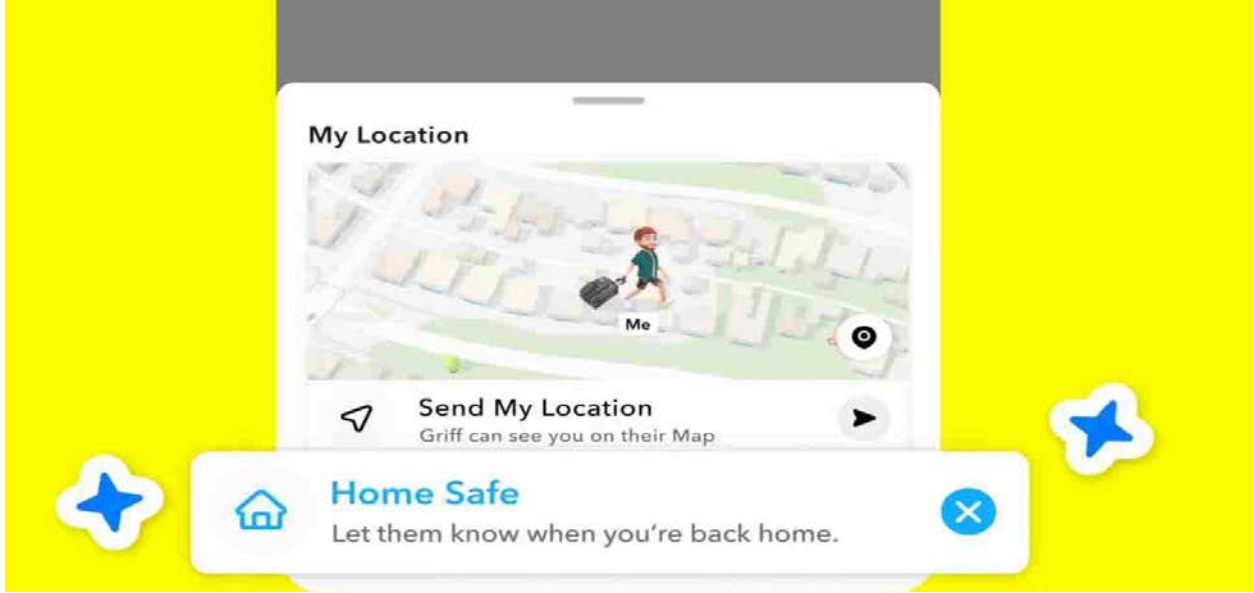 My Location
Me
Send My Location
Griff can see you on their Map
Home Safe
Let them know when you're back home.